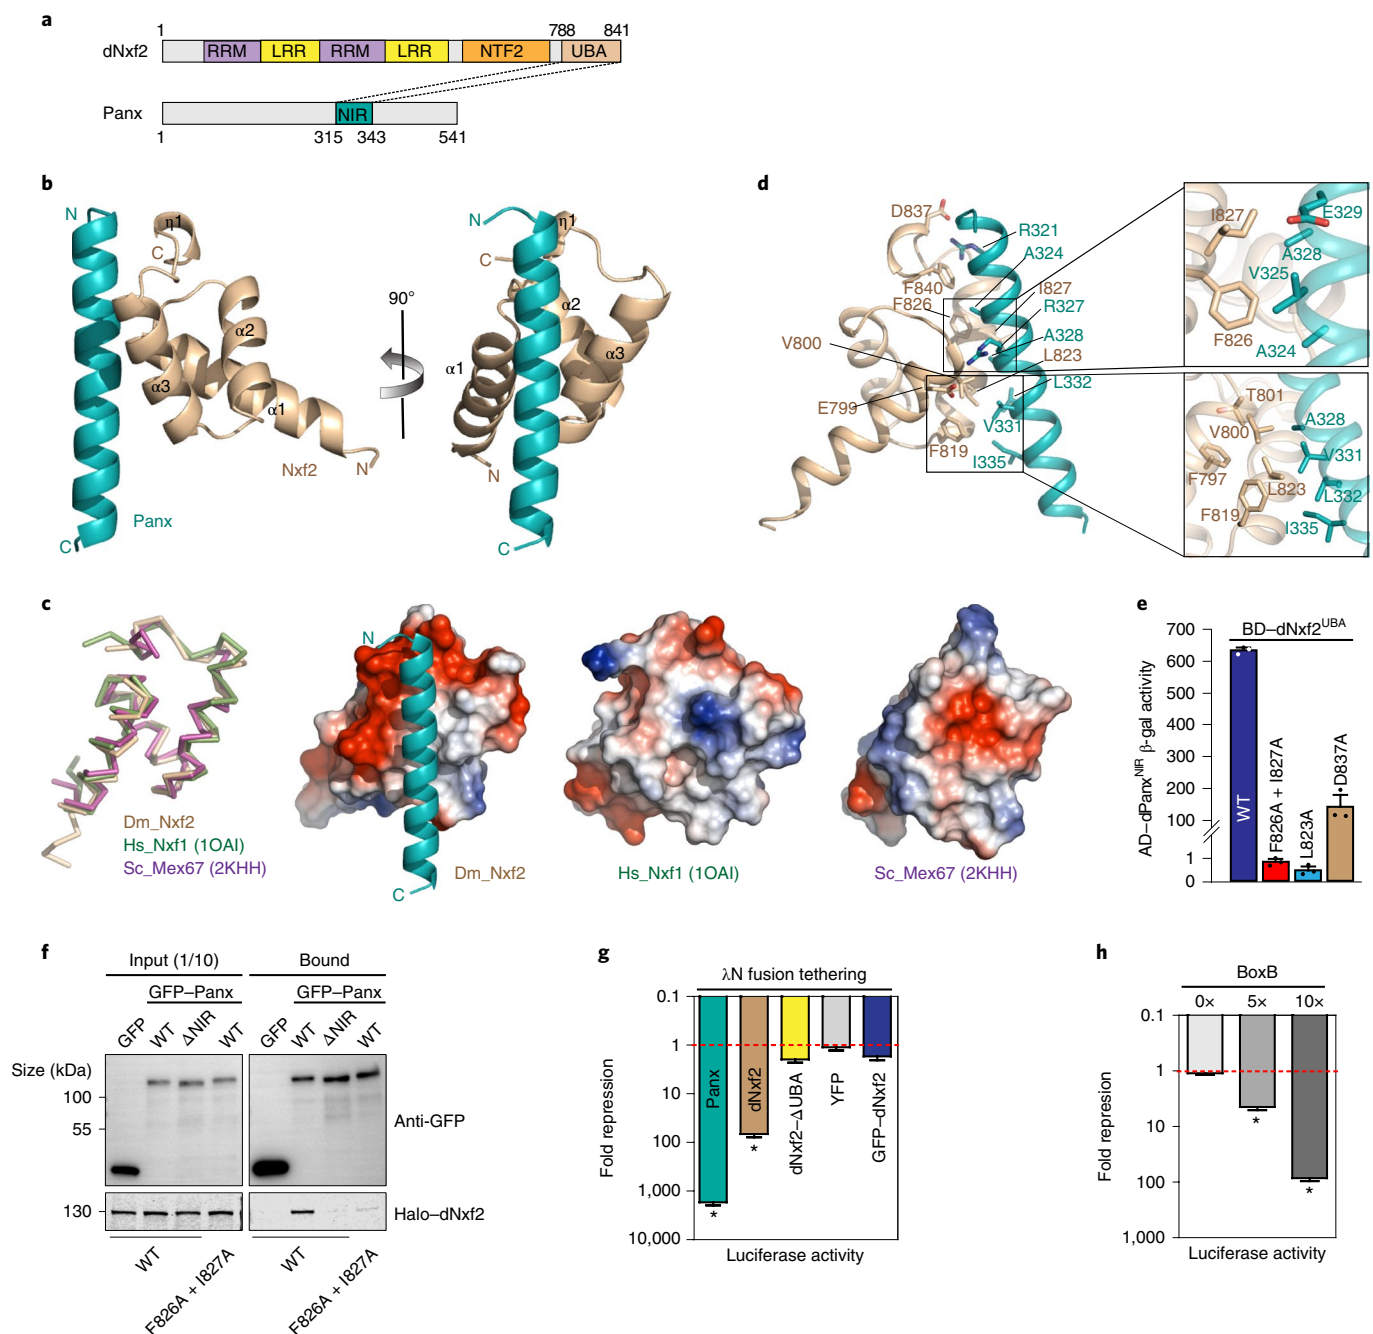 a
1
788
841
dNxf2
RRM
LRR
RRM
LRR
NTF2
UBA
Panx
NIR
1
315
343
541
b
N
η1
C
α2
α3
α1
Nxf2
N
Panx
C
90°
N
η1
C
α2
α1
α3
N
C
d
D837
R321
A324
F840
F826
I827
R327
V800
A328
L823
L332
E799
V331
F819
I335
I827
E329
A328
V325
F826
A324
T801
V800
A328
V331
F797
L823
L332
F819
I335
c
Dm_Nxf2
Hs_Nxf1 (1OAI)
Sc_Mex67 (2KHH)
N
C
Dm_Nxf2
Hs_Nxf1 (1OAI)
Sc_Mex67 (2KHH)
e
BD–dNxf2UBA
AD–dPanxNIR β-gal activity
700
600
500
400
300
200
100
1
0
WT
F826A + I827A
L823A
D837A
f
Input (1/10)
Bound
GFP–Panx
GFP–Panx
GFP
WT
ΔNIR
WT
GFP
WT
ΔNIR
WT
Size (kDa)
100
55
Anti-GFP
130
Halo–dNxf2
WT
F826A + I827A
WT
F826A + I827A
g
λN fusion tethering
Fold repression
0.1
1
10
100
1,000
10,000
Panx
dNxf2
dNxf2–ΔUBA
YFP
GFP–dNxf2
*
*
Luciferase activity
h
BoxB
0×
5×
10×
Fold repression
0.1
1
10
100
1,000
*
*
Luciferase activity